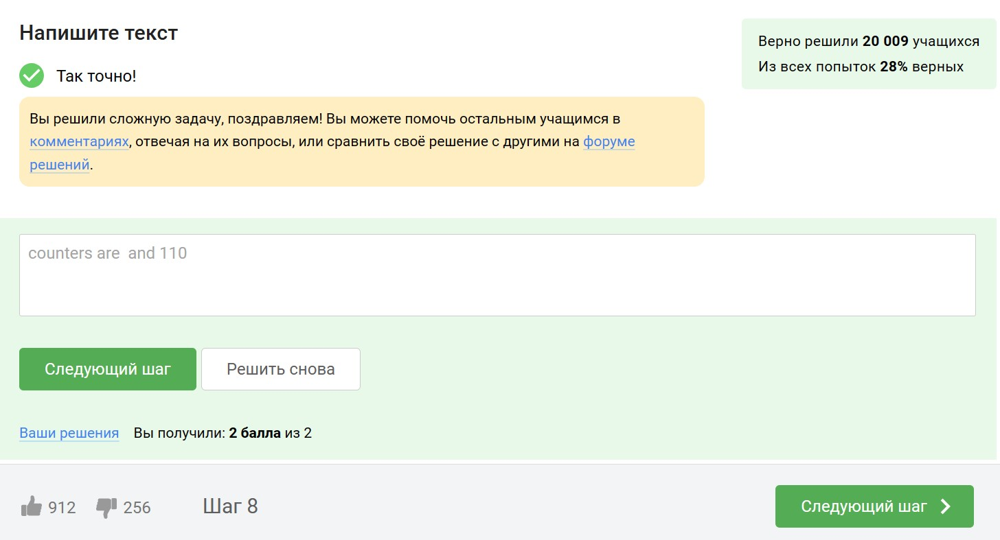 Напишите текст
Верно решили 20 009 учащихся
Из всех попыток 28% верных
Так точно!
Вы решили сложную задачу, поздравляем! Вы можете помочь остальным учащимся в
комментариях, отвечая на их вопросы, или сравнить своё решение с другими на форуме
решений.
counters are  and 110
Следующий шаг
Решить снова
Ваши решения Вы получили: 2 балла из 2
912 256 Шаг 8 Следующий шаг